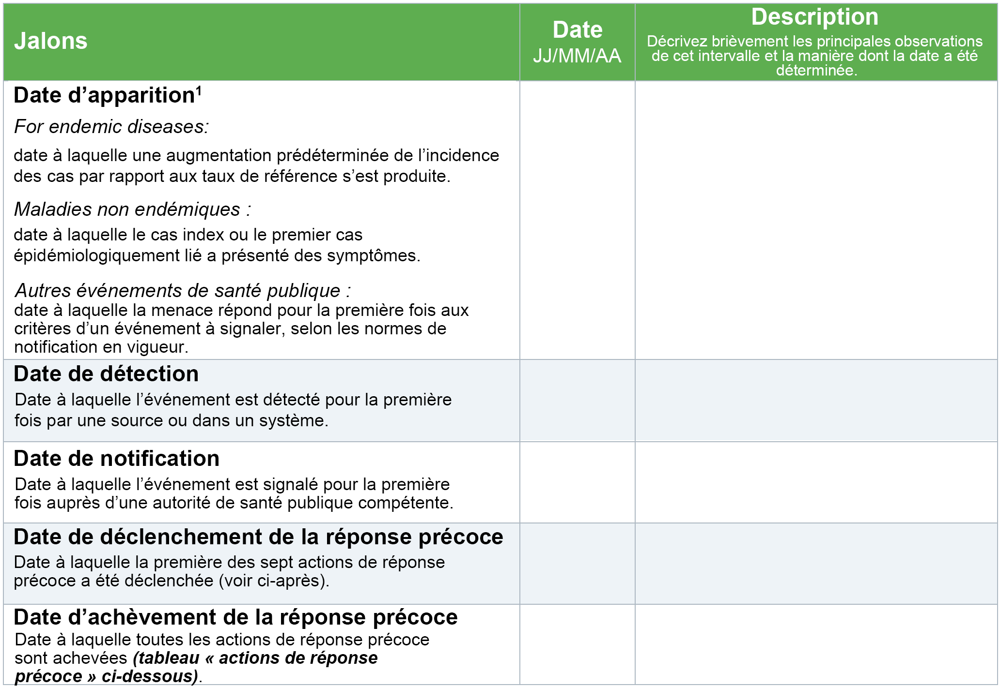 Jalons
Date
JJ/MM/AA
Description
Décrivez brièvement les principales observations
de cet intervalle et la manière dont la date a été
déterminée.
Date d’apparition¹
For endemic diseases:
date à laquelle une augmentation prédéterminée de l’incidence
des cas par rapport aux taux de référence s’est produite.
Maladies non endémiques :
date à laquelle le cas index ou le premier cas
épidémiologiquement lié a présenté des symptômes.
Autres événements de santé publique :
date à laquelle la menace répond pour la première fois aux
critères d’un événement à signaler, selon les normes de
notification en vigueur.
Date de détection
Date à laquelle l’événement est détecté pour la première
fois par une source ou dans un système.
Date de notification
Date à laquelle l’événement est signalé pour la première
fois auprès d’une autorité de santé publique compétente.
Date de déclenchement de la réponse précoce
Date à laquelle la première des sept actions de réponse
précoce a été déclenchée (voir ci-après).
Date d’achèvement de la réponse précoce
Date à laquelle toutes les actions de réponse précoce
sont achevées (tableau « actions de réponse
précoce » ci-dessous).